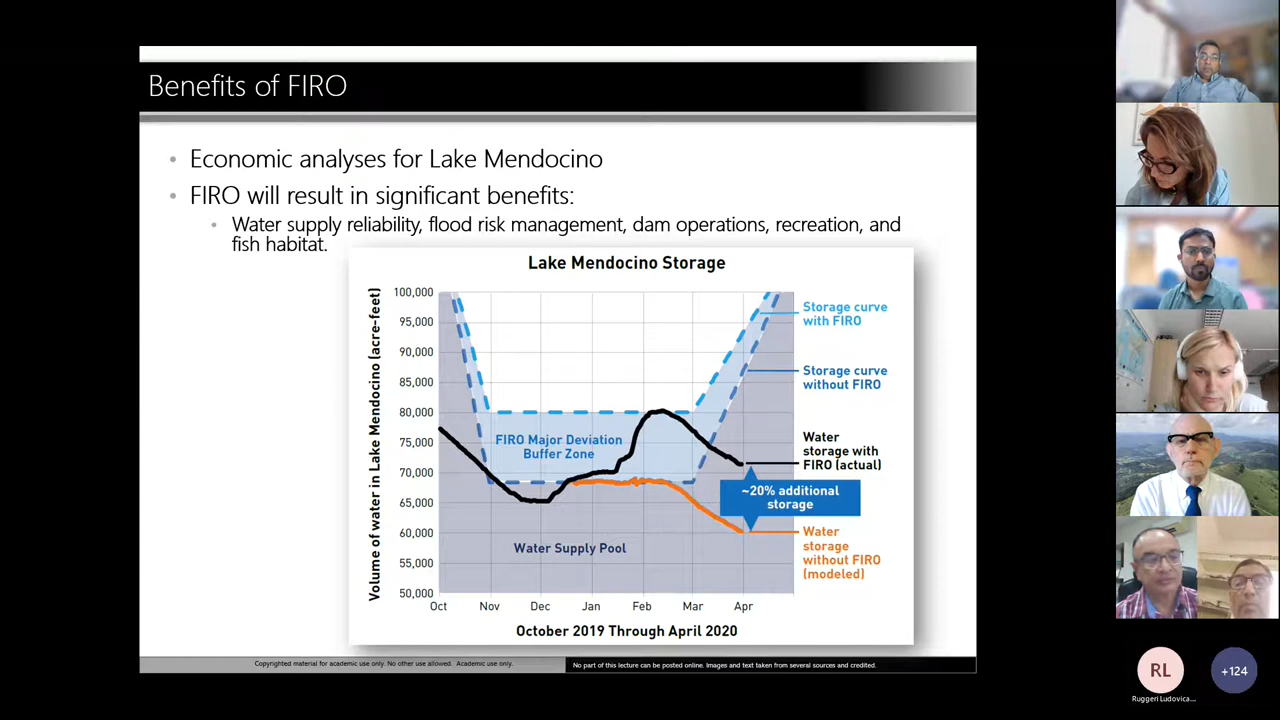 Benefits of FIRO
• Economic analyses for Lake Mendocino
• FIRO will result in significant benefits:
• Water supply reliability, flood risk management, dam operations, recreation, and
fish habitat.
Lake Mendocino Storage
Volume of water in Lake Mendocino (acre-feet)
100,000
95,000
90,000
85,000
80,000
75,000
70,000
65,000
60,000
55,000
50,000
Oct Nov Dec Jan Feb Mar Apr
October 2019 Through April 2020
FIRO Major Deviation
Buffer Zone
Water Supply Pool
Storage curve
with FIRO
Storage curve
without FIRO
Water
storage with
FIRO (actual)
~20% additional
storage
Water
storage
without FIRO
(modeled)
Copyrighted material for academic use only. No other use allowed. Academic use only.
No part of this lecture can be posted online. Images and text taken from several sources and credited.
RL
Ruggeri Ludovica...
+124